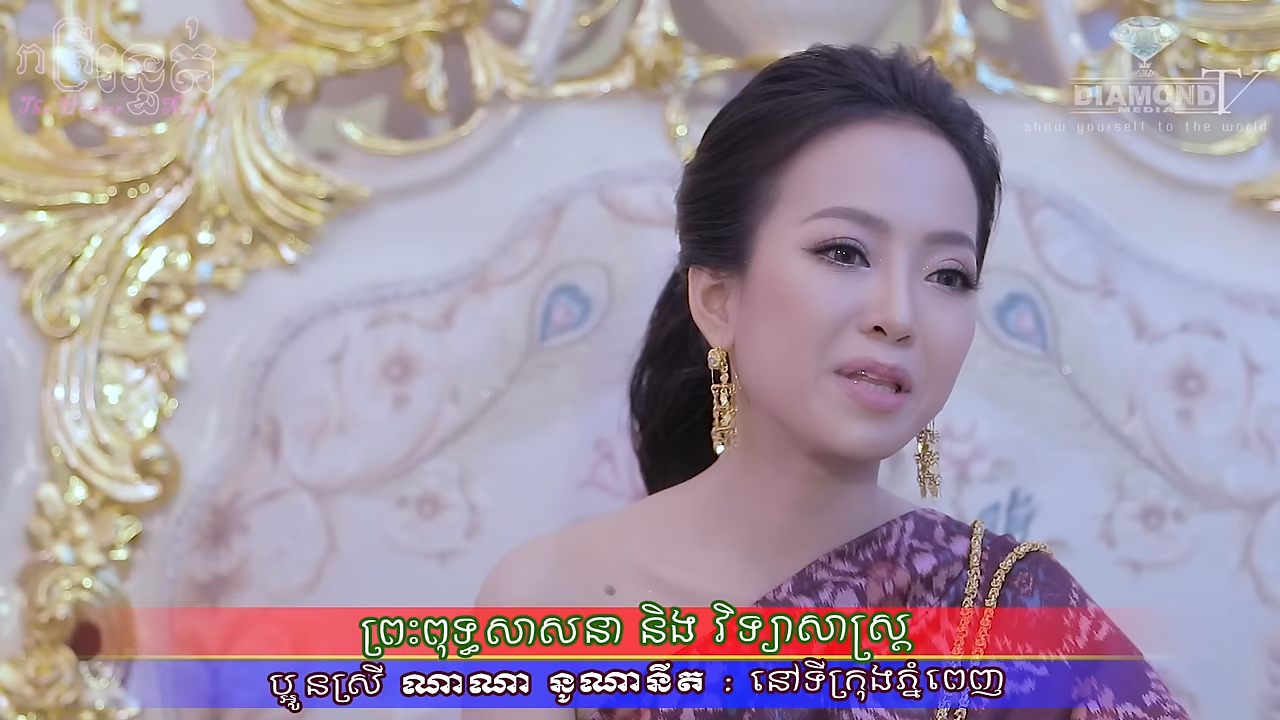 DIAMOND TV
MEDIA
show youiself to the world
ព្រះពុទ្ធសាសនា និង វិទ្យាសាស្ត្រ
ប្អូនស្រី ណាណា នូណានីត : នៅទីក្រុងភ្នំពេញ